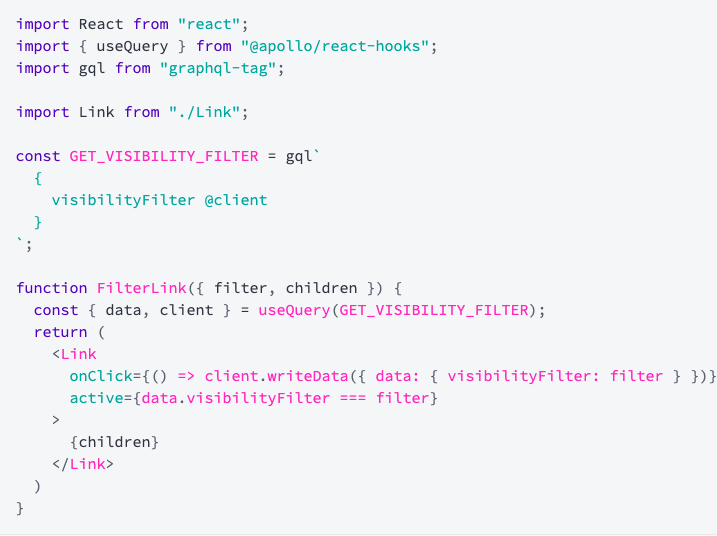 import React from "react";
import { useQuery } from "@apollo/react-hooks";
import gql from "graphql-tag";

import Link from "./Link";

const GET_VISIBILITY_FILTER = gql`
  {
    visibilityFilter @client
  }
`;

function FilterLink({ filter, children }) {
  const { data, client } = useQuery(GET_VISIBILITY_FILTER);
  return (
    <Link
      onClick={() => client.writeData({ data: { visibilityFilter: filter } })}
      active={data.visibilityFilter === filter}
    >
      {children}
    </Link>
  )
}